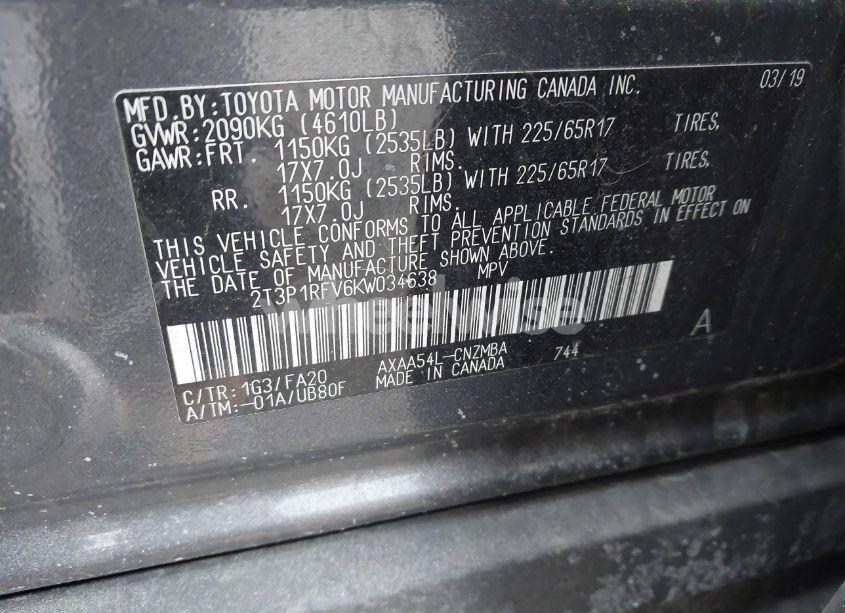 MFD.BY:TOYOTA MOTOR MANUFACTURING CANADA INC. 03/19
GVWR:2090KG (4610LB)
GAWR:FRT. 1150KG (2535LB) WITH 225/65R17 TIRES,
17X7.0J RIMS.
RR. 1150KG (2535LB) WITH 225/65R17 TIRES,
17X7.0J RIMS.
THIS VEHICLE CONFORMS TO ALL APPLICABLE FEDERAL MOTOR
VEHICLE SAFETY AND THEFT PREVENTION STANDARDS IN EFFECT ON
THE DATE OF MANUFACTURE SHOWN ABOVE.
2T3P1RFV6KW034638 MPV
wheelwise
A
C/TR:1G3/FA20 AXAA54L-CNZMBA 744
A/TM:-01A/UB80F MADE IN CANADA